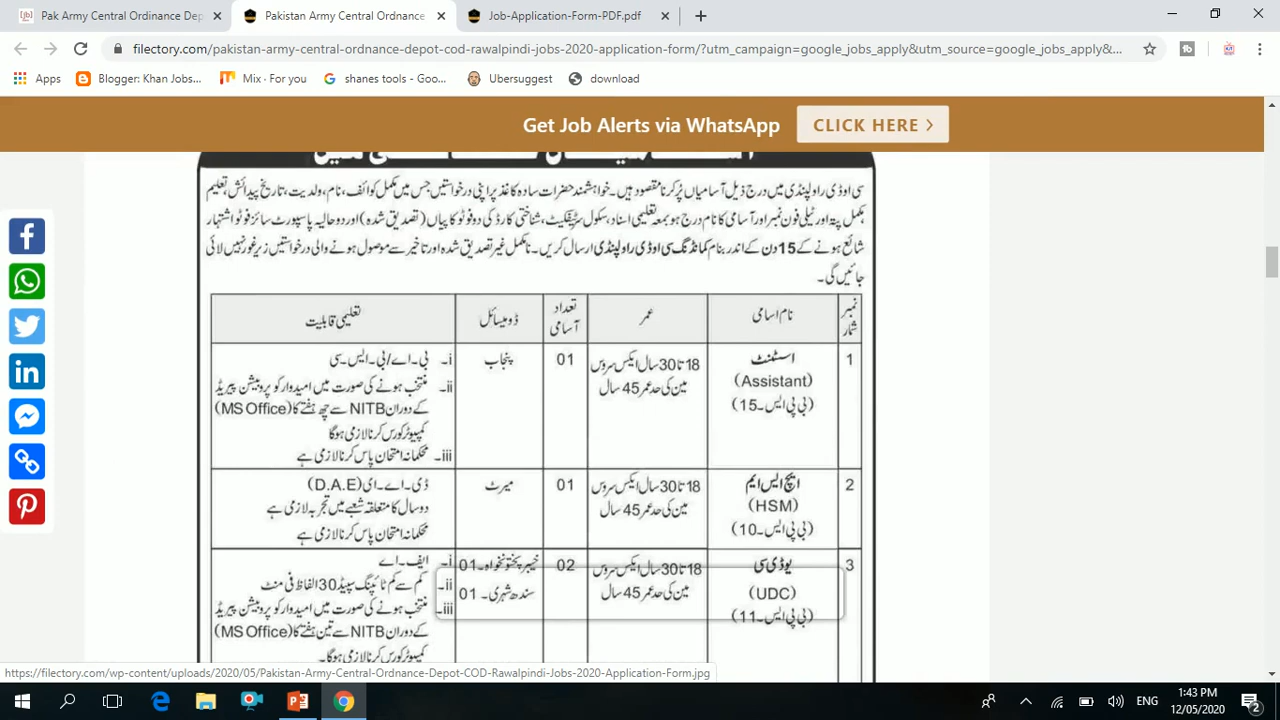 Pak Army Central Ordinance Dep
Pakistan Army Central Ordnance
Job-Application-Form-PDF.pdf
filectory.com/pakistan-army-central-ordnance-depot-cod-rawalpindi-jobs-2020-application-form/?utm_campaign=google_jobs_apply&utm_source=google_jobs_apply&...
Apps
Blogger: Khan Jobs...
Mix · For you
shanes tools - Goo...
Ubersuggest
download
Get Job Alerts via WhatsApp
CLICK HERE >
سی او ڈی راولپنڈی میں درج ذیل آسامیاں پُر کرنا مقصود ہیں۔ خواہشمند حضرات سادہ کاغذ پر اپنی درخواستیں جس میں مکمل کوائف، نام، ولدیت، تاریخ پیدائش، تعلیم
مکمل پتہ اور ٹیلی فون نمبر اور آسامی کا نام درج ہو بمعہ تعلیمی اسناد، سکول سرٹیفکیٹ، شناختی کارڈ کی دو فوٹو کاپیاں (تصدیق شدہ) اور دو حالیہ پاسپورٹ سائز فوٹو اشتہار
شائع ہونے کے 15 دن کے اندر بنام کمانڈنگ سی او ڈی راولپنڈی ارسال کریں۔ نامکمل غیر تصدیق شدہ اور تاخیر سے موصول ہونے والی درخواستیں زیر غور نہیں لائی
جائیں گی۔
نمبر شمار
نام اسامی
عمر
تعداد آسامی
ڈومیسائل
تعلیمی قابلیت
1
اسسٹنٹ
(Assistant)
(بی پی ایس۔15)
18 تا 30 سال ایکس سروس
مین کی حد عمر 45 سال
01
پنجاب
i۔ بی۔اے/بی۔ایس۔سی
ii۔ منتخب ہونے کی صورت میں امیدوار کو پروبیشن پیریڈ
کے دوران NITB سے چھ ہفتے کا (MS Office)
کمپیوٹر کورس کرنا لازمی ہوگا
iii۔ محکمانہ امتحان پاس کرنا لازمی ہے
2
ایچ ایس ایم
(HSM)
(بی پی ایس۔10)
18 تا 30 سال ایکس سروس
مین کی حد عمر 45 سال
01
میرٹ
ڈی۔اے۔ای (D.A.E)
دو سال کا متعلقہ شعبے میں تجربہ لازمی ہے
محکمانہ امتحان پاس کرنا لازمی ہے
3
یو ڈی سی
(UDC)
(بی پی ایس۔11)
18 تا 30 سال ایکس سروس
مین کی حد عمر 45 سال
02
خیبر پختونخواہ۔01
سندھ شہری۔ 01
i۔ ایف۔اے
ii۔ کم سے کم ٹائپنگ سپیڈ 30 الفاظ فی منٹ
iii۔ منتخب ہونے کی صورت میں امیدوار کو پروبیشن پیریڈ
کے دوران NITB سے تین ہفتے کا (MS Office)
کمپیوٹر کورس کرنا لازمی ہوگا۔
https://filectory.com/wp-content/uploads/2020/05/Pakistan-Army-Central-Ordnance-Depot-COD-Rawalpindi-Jobs-2020-Application-Form.jpg
ENG
1:43 PM
12/05/2020
2